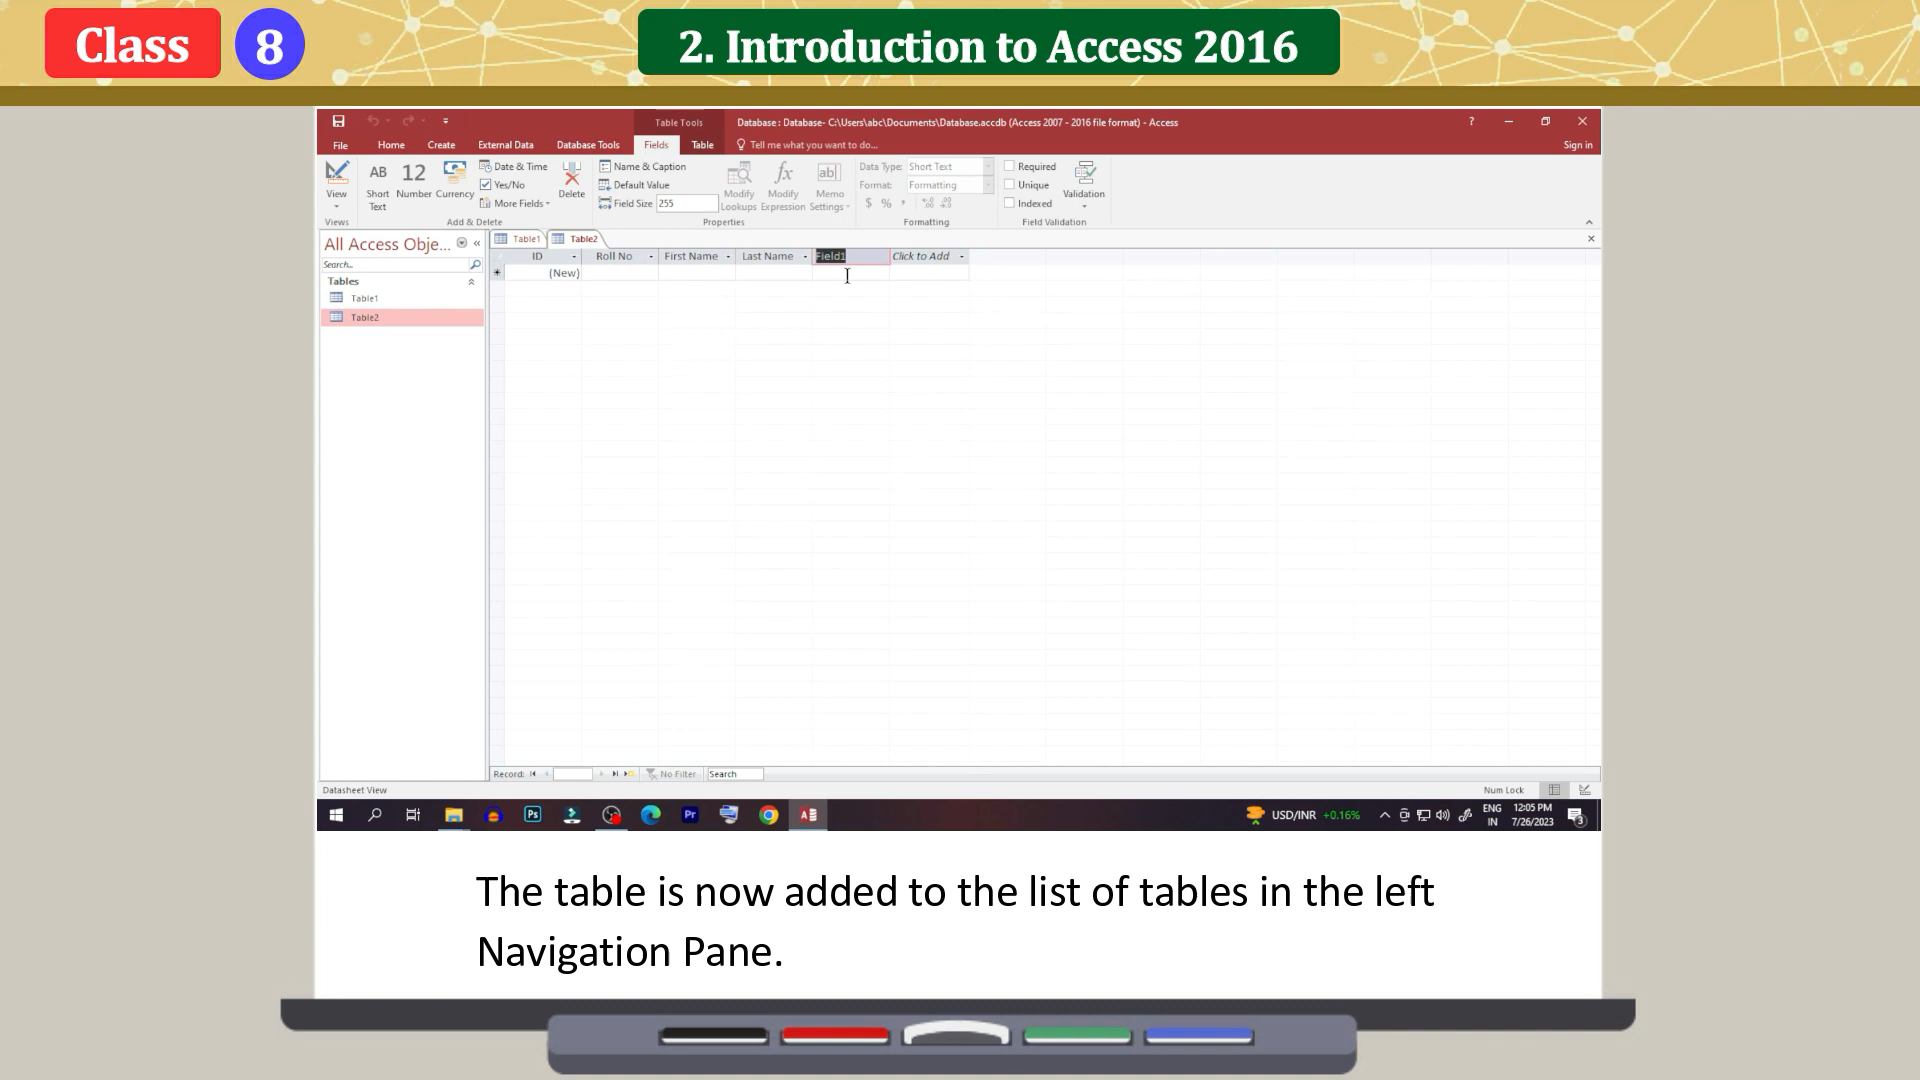 Class 8
2. Introduction to Access 2016
Table Tools
Database : Database- C:\Users\abc\Documents\Database.accdb (Access 2007 - 2016 file format) - Access
?
File Home Create External Data Database Tools Fields Table Tell me what you want to do... Sign in
View
Views
AB Short Text
12 Number
Currency
Date & Time
Yes/No
More Fields
Delete
Add & Delete
Name & Caption
Default Value
Field Size 255
Modify Lookups
fx Modify Expression
ab| Memo Settings
Properties
Data Type: Short Text
Format: Formatting
$ % ,
Formatting
Required
Unique
Indexed
Validation
Field Validation
All Access Obje...
Search...
Tables
Table1
Table2
Table1 Table2
ID Roll No First Name Last Name Field1 Click to Add
(New)
Record: No Filter Search
Datasheet View Num Lock
Ps Pr A
USD/INR +0.16%
ENG IN
12:05 PM
7/26/2023
3
The table is now added to the list of tables in the left
Navigation Pane.